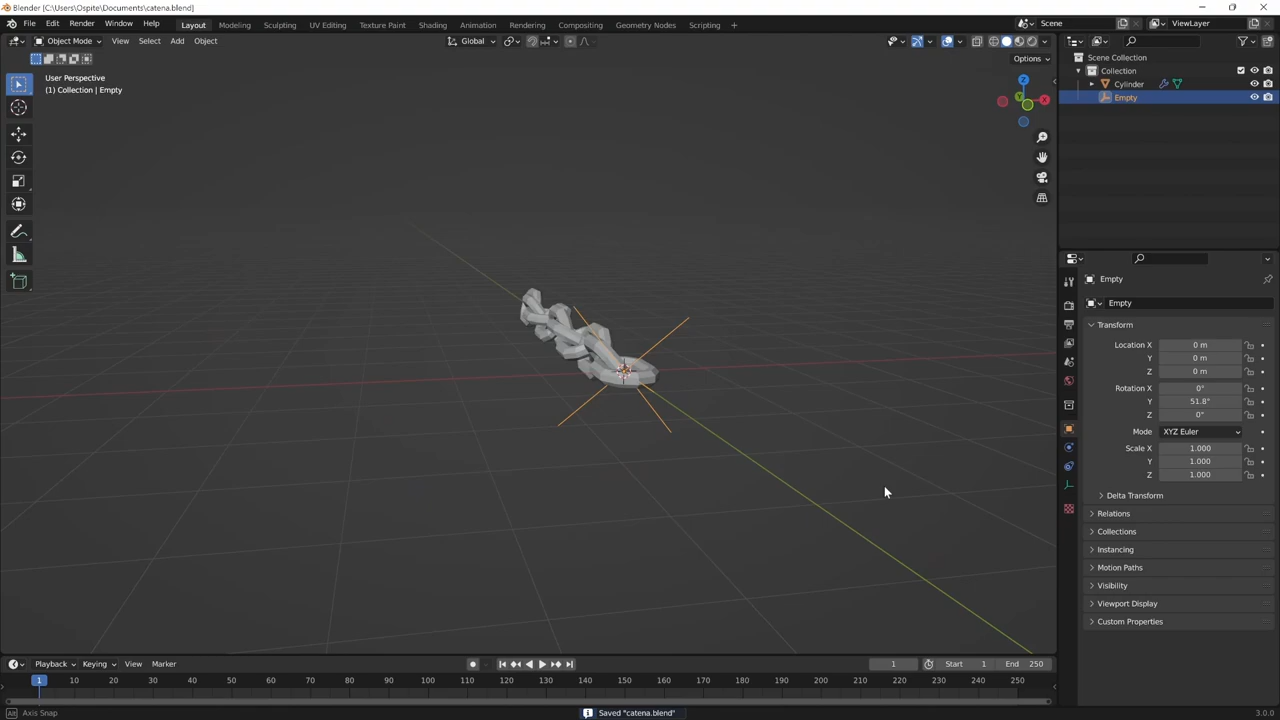 Blender [C:\Users\Ospite\Documents\catena.blend]
File Edit Render Window Help Layout Modeling Sculpting UV Editing Texture Paint Shading Animation Rendering Compositing Geometry Nodes Scripting + Scene ViewLayer
Object Mode View Select Add Object Global
Options
User Perspective
(1) Collection | Empty
Z
X
Y
Scene Collection
Collection
Cylinder
Empty
Empty
Empty
Transform
Location X 0 m
Y 0 m
Z 0 m
Rotation X 0°
Y 51.8°
Z 0°
Mode XYZ Euler
Scale X 1.000
Y 1.000
Z 1.000
Delta Transform
Relations
Collections
Instancing
Motion Paths
Visibility
Viewport Display
Custom Properties
Playback Keying View Marker 1 Start 1 End 250
1 10 20 30 40 50 60 70 80 90 100 110 120 130 140 150 160 170 180 190 200 210 220 230 240 250
Axis Snap Saved "catena.blend" 3.0.0